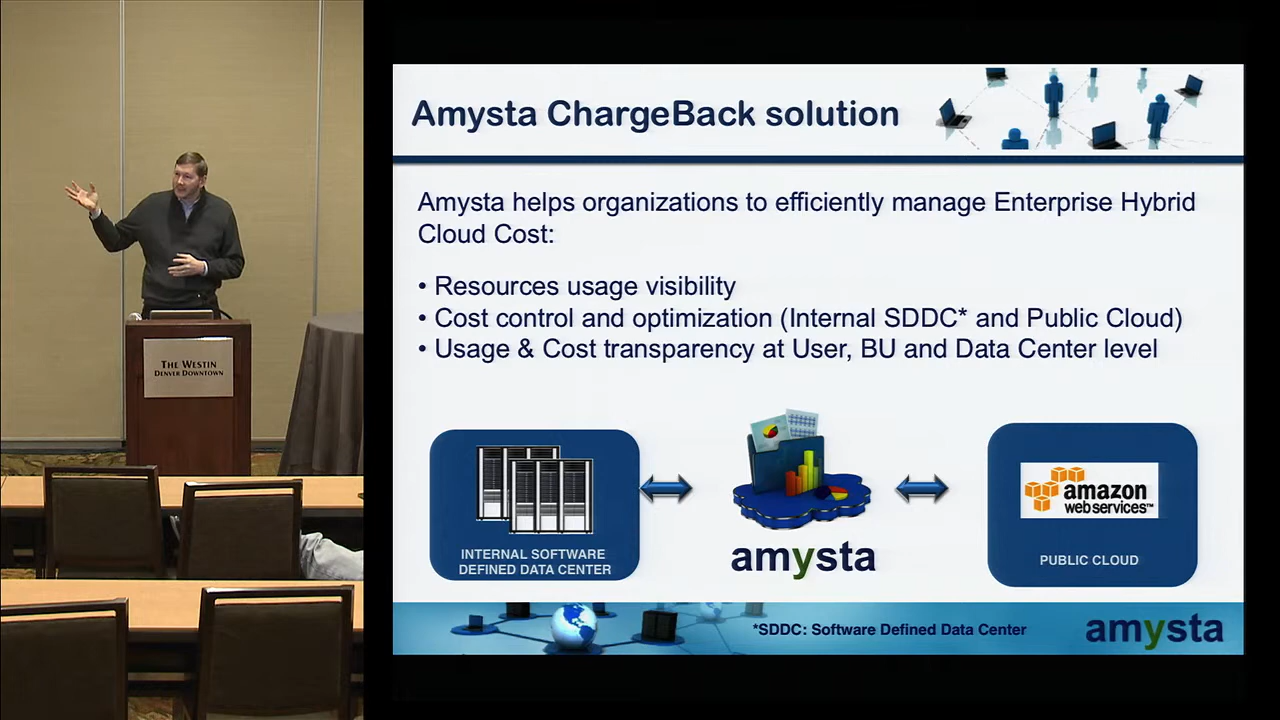 THE WESTIN
DENVER DOWNTOWN
Amysta ChargeBack solution
Amysta helps organizations to efficiently manage Enterprise Hybrid
Cloud Cost:
• Resources usage visibility
• Cost control and optimization (Internal SDDC* and Public Cloud)
• Usage & Cost transparency at User, BU and Data Center level
INTERNAL SOFTWARE
DEFINED DATA CENTER
amysta
amazon
webservices™
PUBLIC CLOUD
*SDDC: Software Defined Data Center
amysta